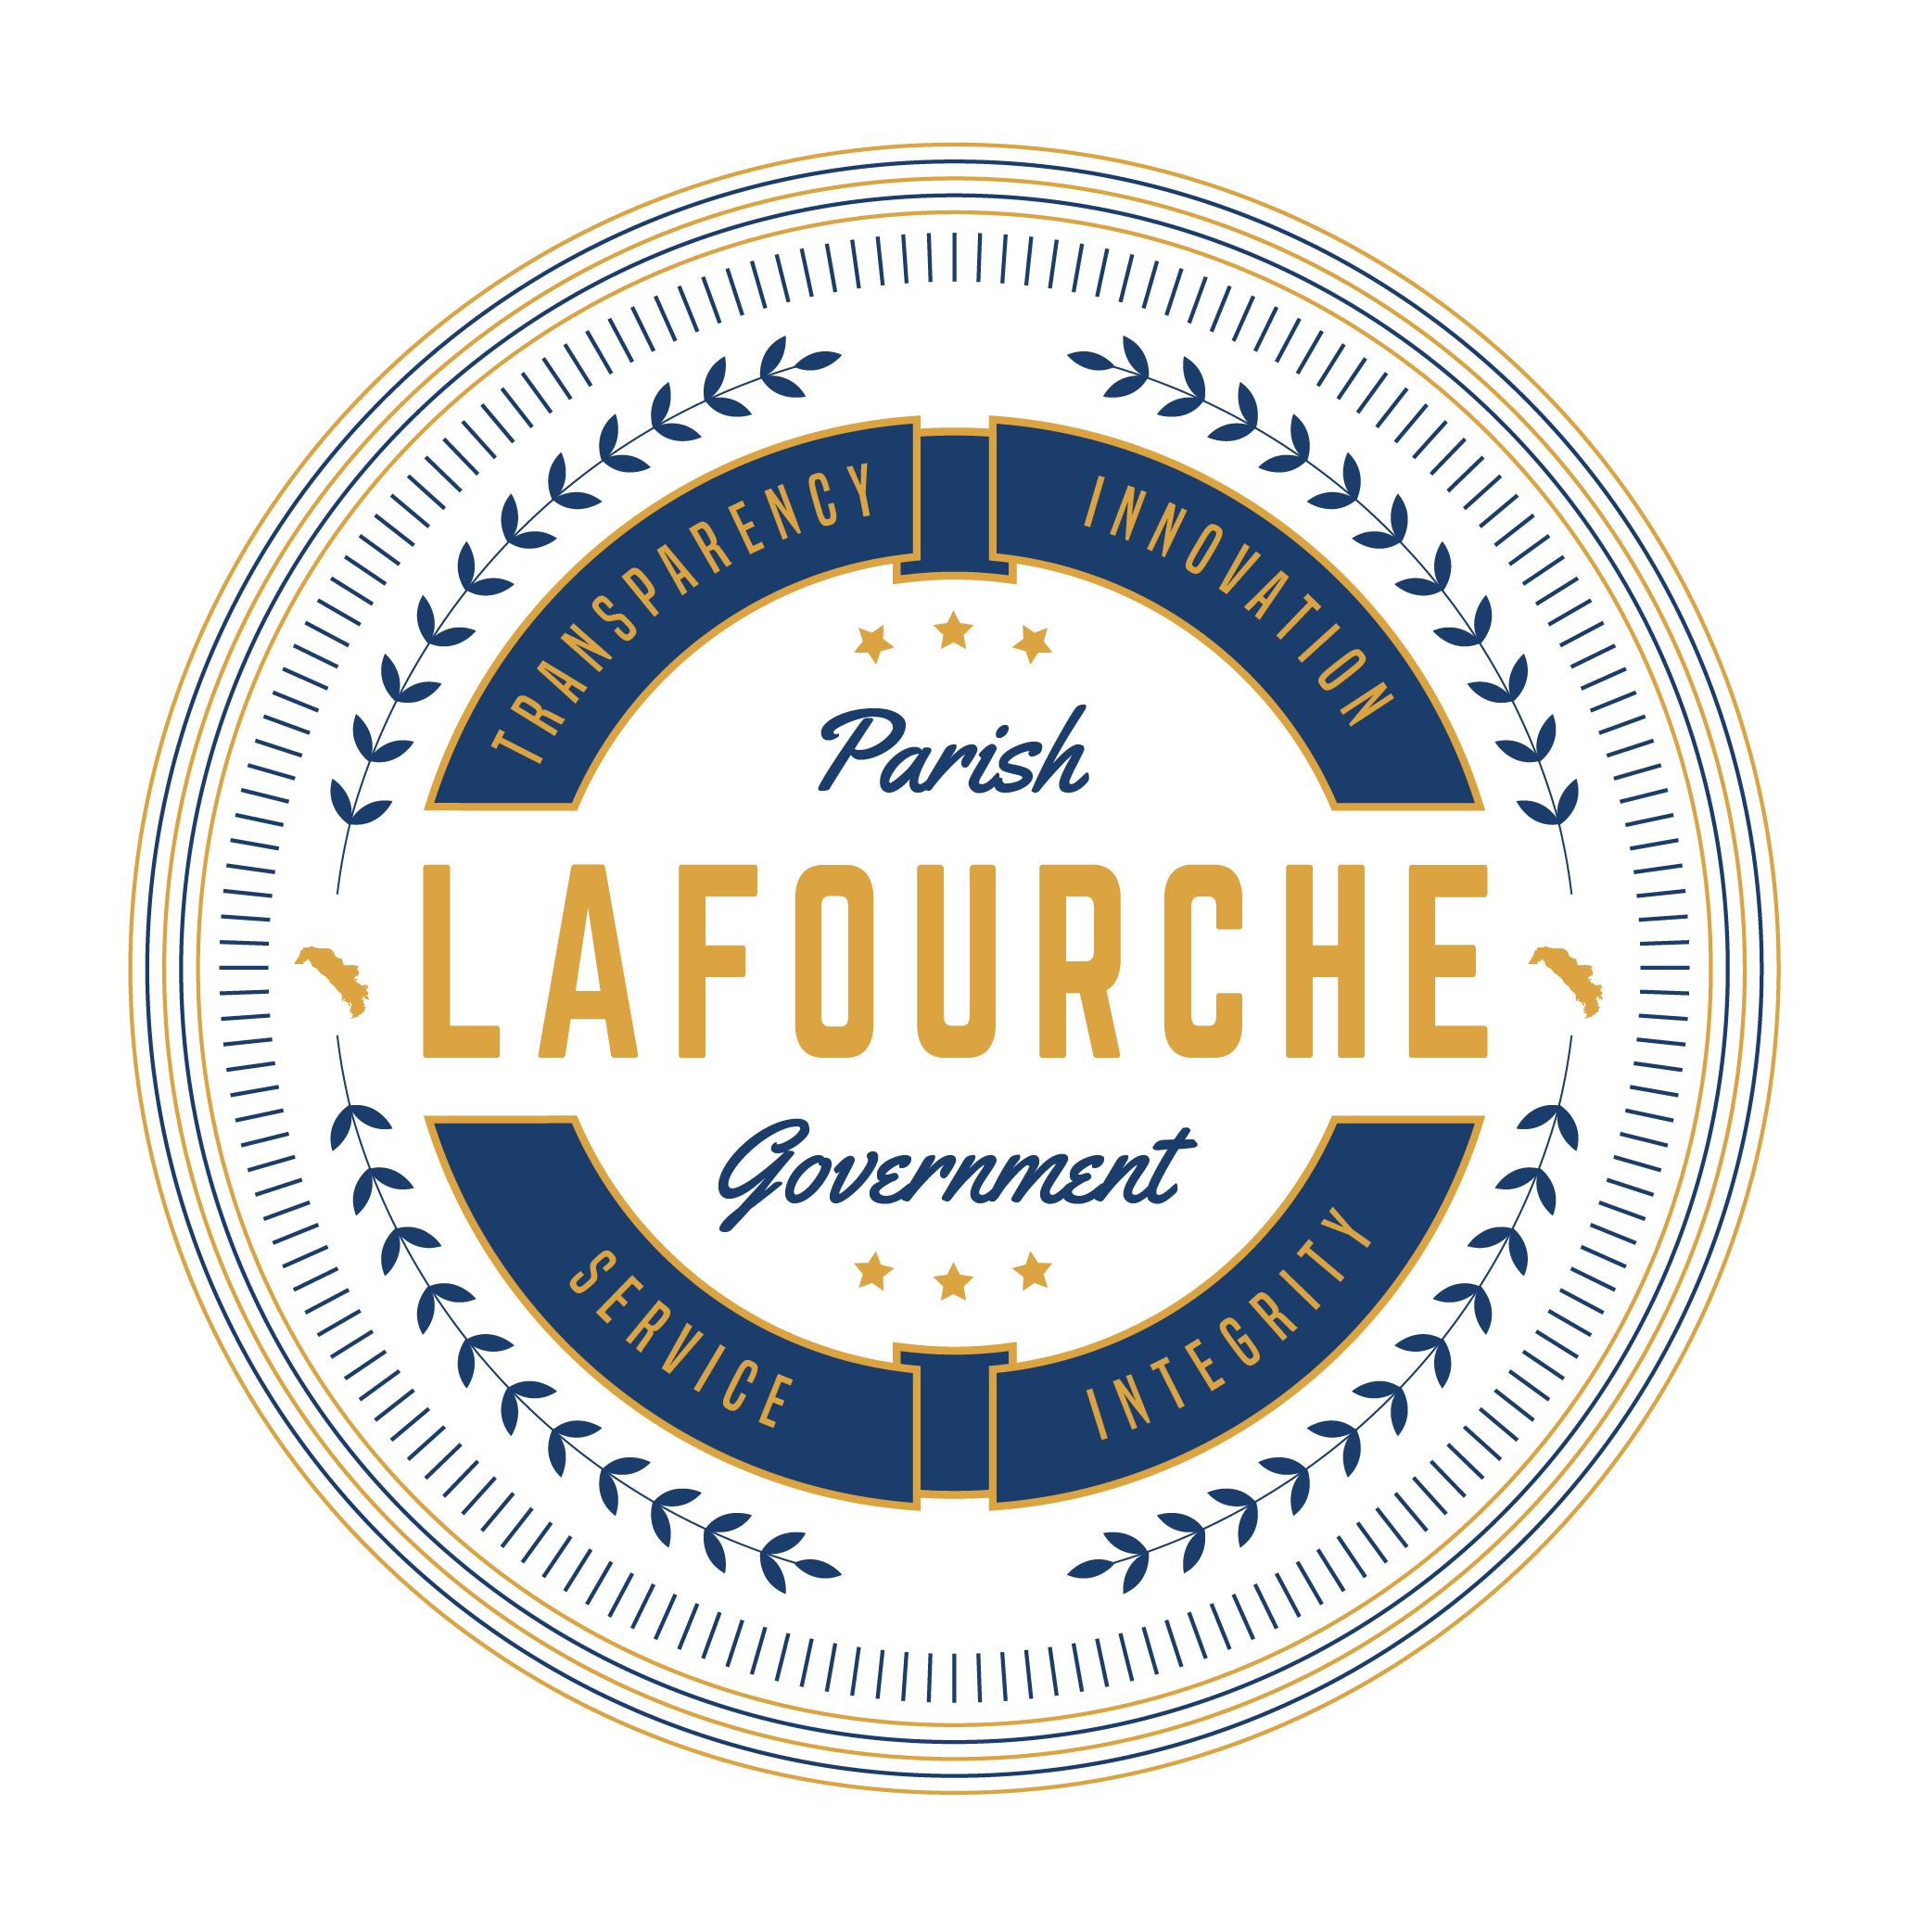 TRANSPARENCY
INNOVATION
Parish
LAFOURCHE
Government
SERVICE
INTEGRITY